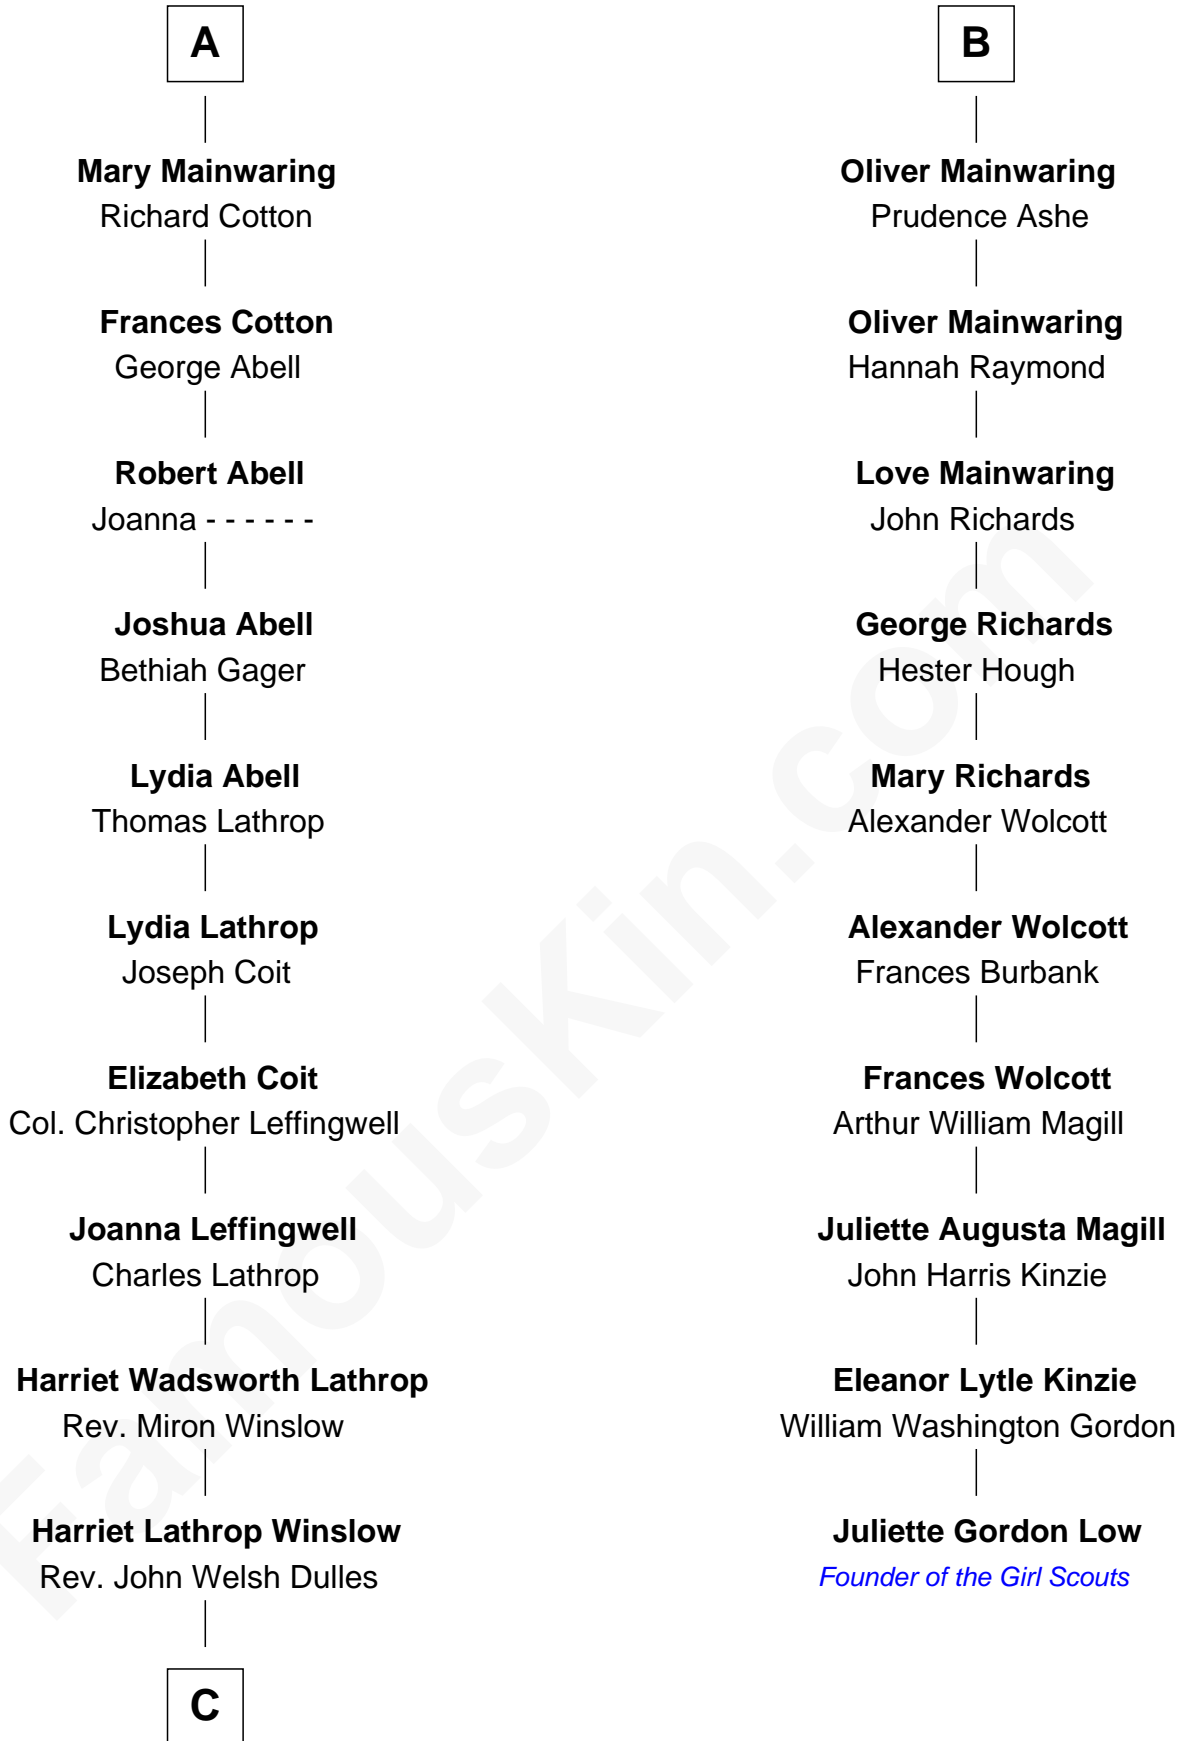 A
Mary Mainwaring
Richard Cotton
Frances Cotton
George Abell
Robert Abell
Joanna - - - - - -
Joshua Abell
Bethiah Gager
Lydia Abell
Thomas Lathrop
Lydia Lathrop
Joseph Coit
Elizabeth Coit
Col. Christopher Leffingwell
Joanna Leffingwell
Charles Lathrop
Harriet Wadsworth Lathrop
Rev. Miron Winslow
Harriet Lathrop Winslow
Rev. John Welsh Dulles
C
B
Oliver Mainwaring
Prudence Ashe
Oliver Mainwaring
Hannah Raymond
Love Mainwaring
John Richards
George Richards
Hester Hough
Mary Richards
Alexander Wolcott
Alexander Wolcott
Frances Burbank
Frances Wolcott
Arthur William Magill
Juliette Augusta Magill
John Harris Kinzie
Eleanor Lytle Kinzie
William Washington Gordon
Juliette Gordon Low
Founder of the Girl Scouts
FamousKin.com